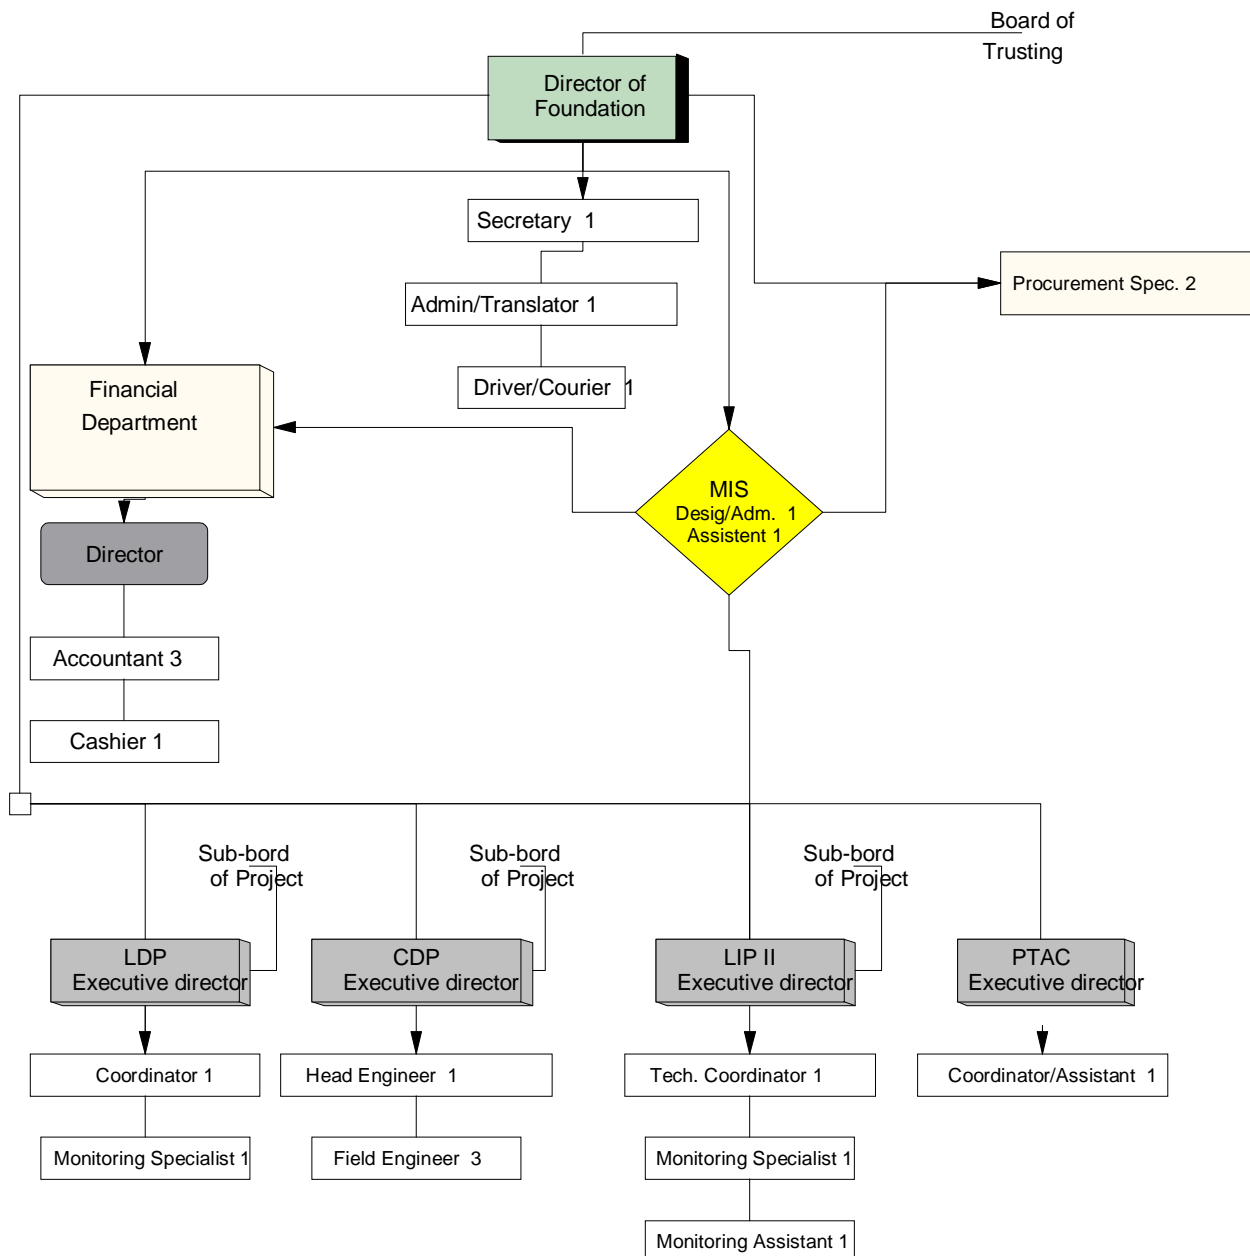 Board of
Trusting
Director of
Foundation
Secretary 1
Admin/Translator 1
Procurement Spec. 2
Driver/Courier 1
Financial
Department
MIS
Desig/Adm. 1
Assistent 1
Director
Accountant 3
Cashier 1
Sub-bord
of Project
Sub-bord
of Project
Sub-bord
of Project
LDP
Executive director
CDP
Executive director
LIP II
Executive director
PTAC
Executive director
Coordinator 1
Head Engineer 1
Tech. Coordinator 1
Coordinator/Assistant 1
Monitoring Specialist 1
Field Engineer 3
Monitoring Specialist 1
Monitoring Assistant 1